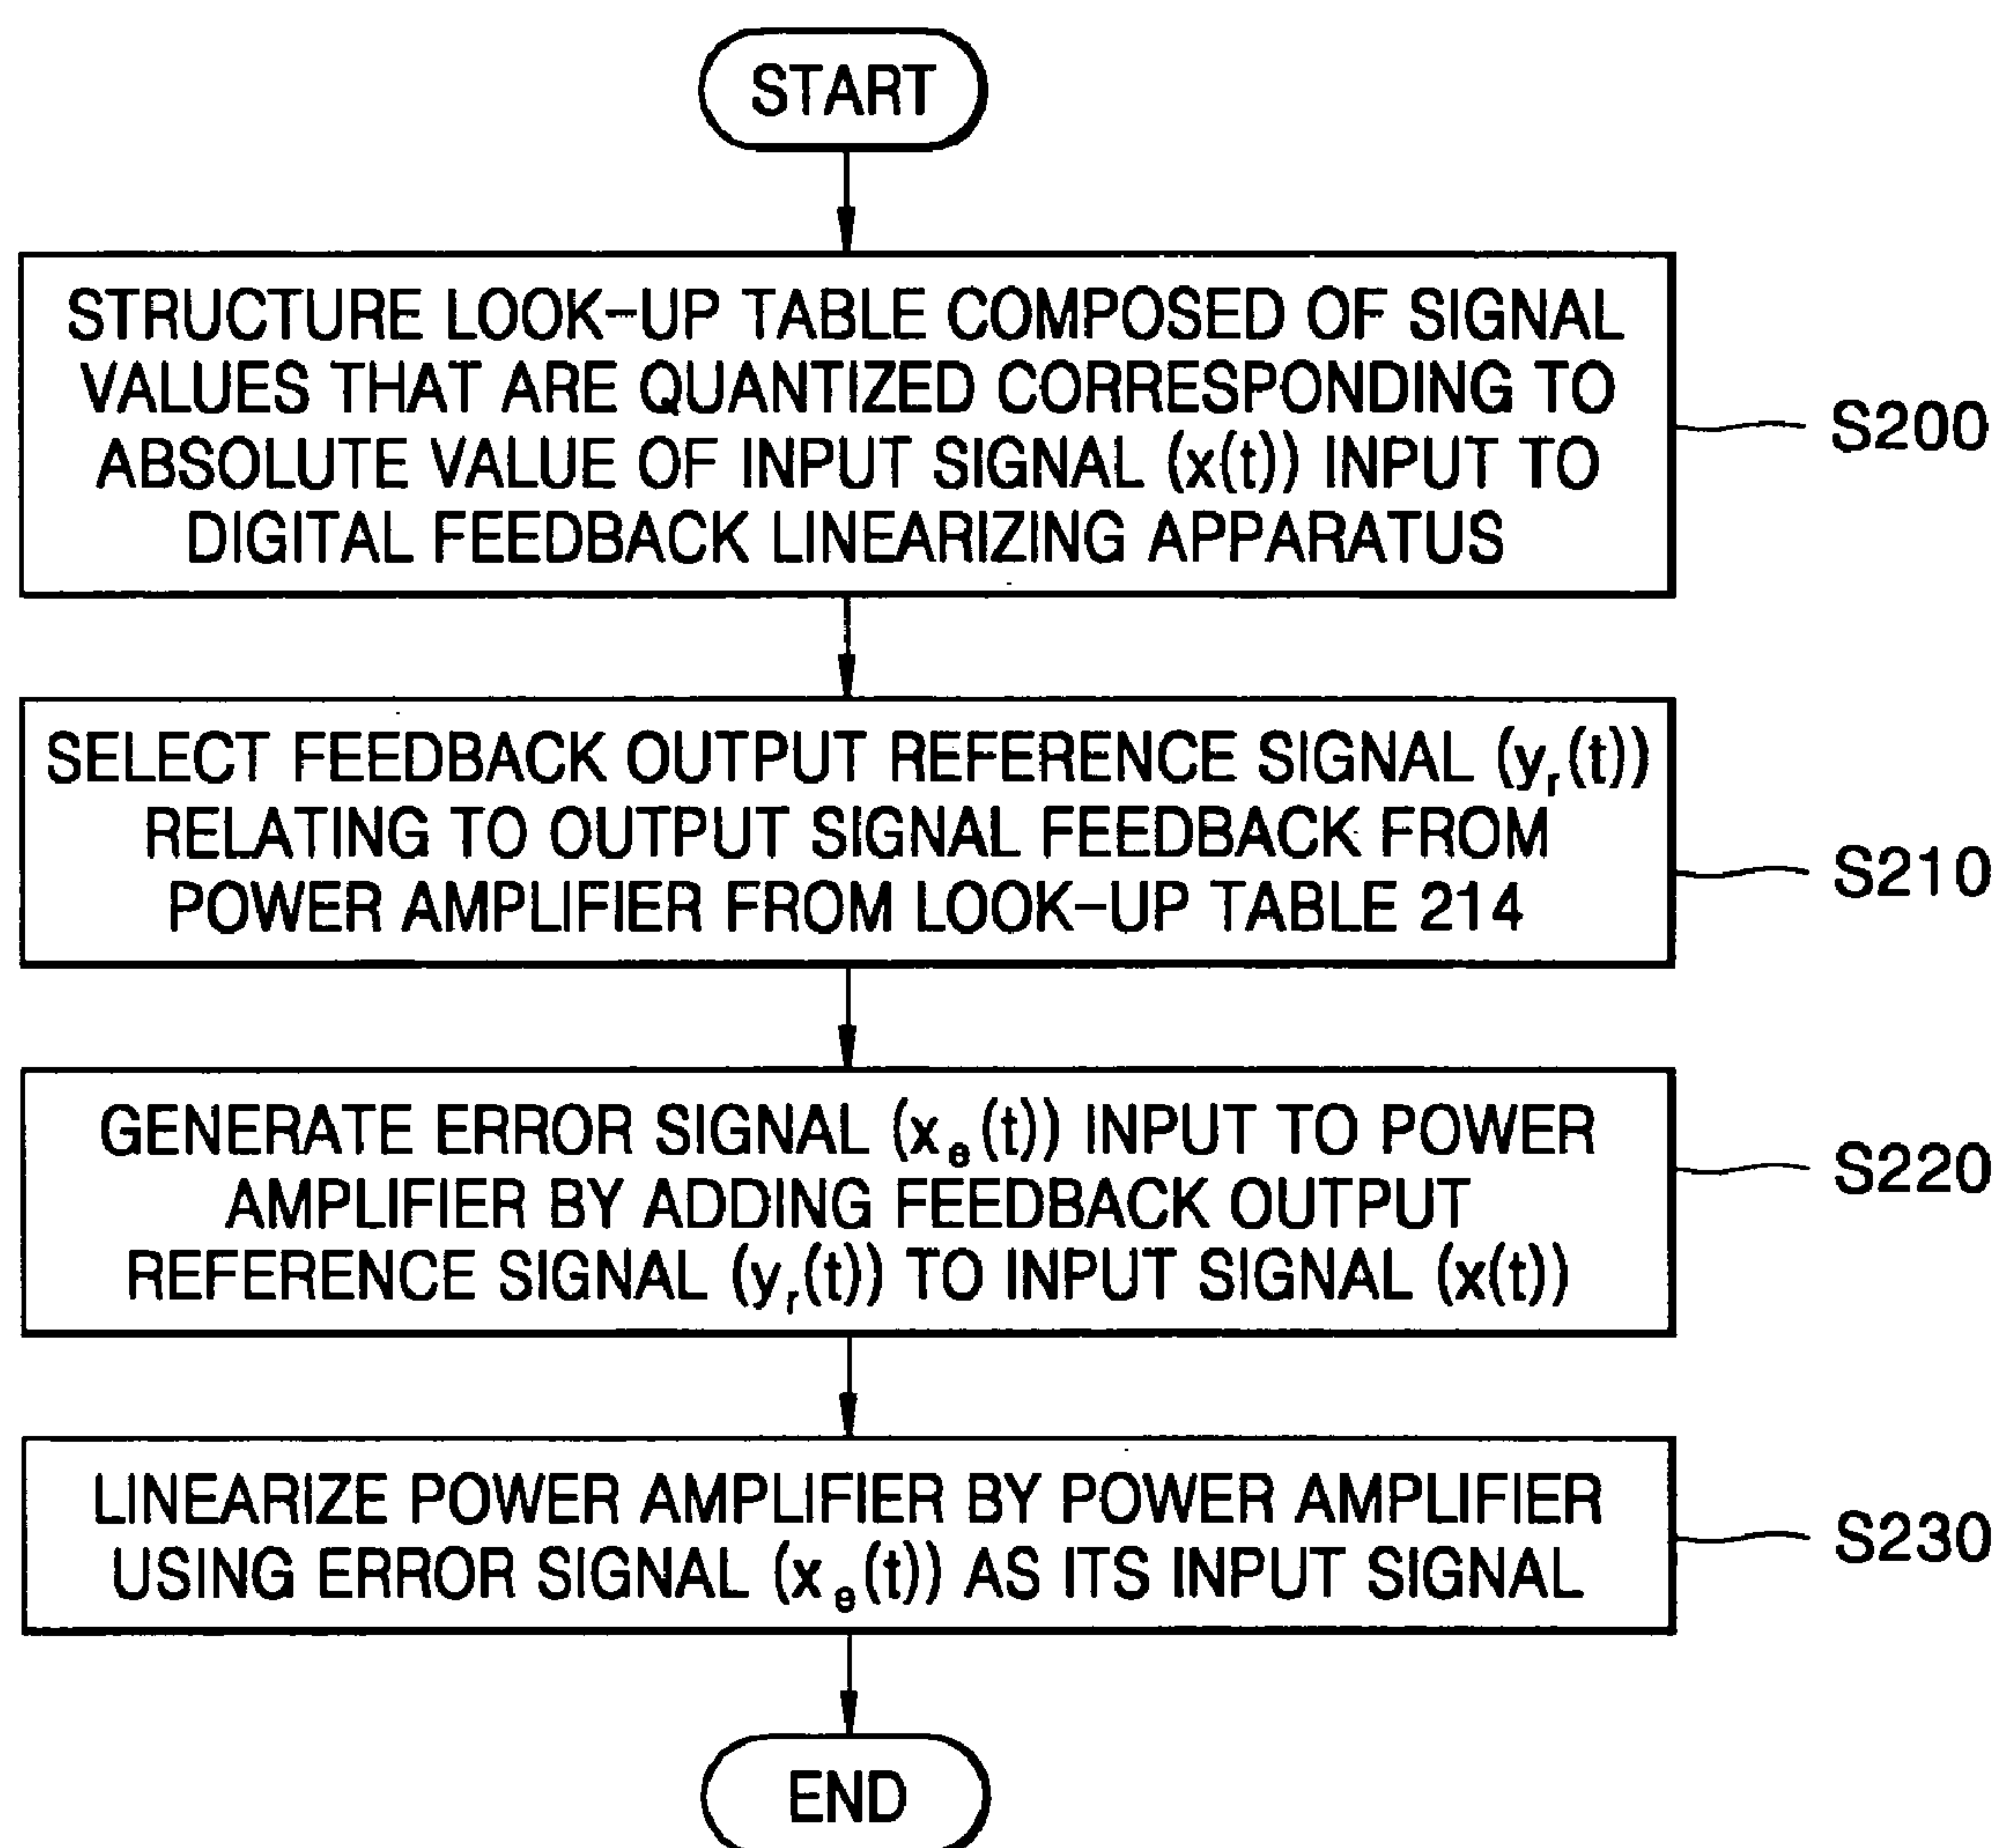 START
STRUCTURE LOOK-UP TABLE COMPOSED OF SIGNAL
VALUES THAT ARE QUANTIZED CORRESPONDING TO
ABSOLUTE VALUE OF INPUT SIGNAL (x(t)) INPUT TO
DIGITAL FEEDBACK LINEARIZING APPARATUS
S200
SELECT FEEDBACK OUTPUT REFERENCE SIGNAL (yr(t))
RELATING TO OUTPUT SIGNAL FEEDBACK FROM
POWER AMPLIFIER FROM LOOK-UP TABLE 214
S210
GENERATE ERROR SIGNAL (xe(t)) INPUT TO POWER
AMPLIFIER BY ADDING FEEDBACK OUTPUT
REFERENCE SIGNAL (yr(t)) TO INPUT SIGNAL (x(t))
S220
LINEARIZE POWER AMPLIFIER BY POWER AMPLIFIER
USING ERROR SIGNAL (xe(t)) AS ITS INPUT SIGNAL
S230
END